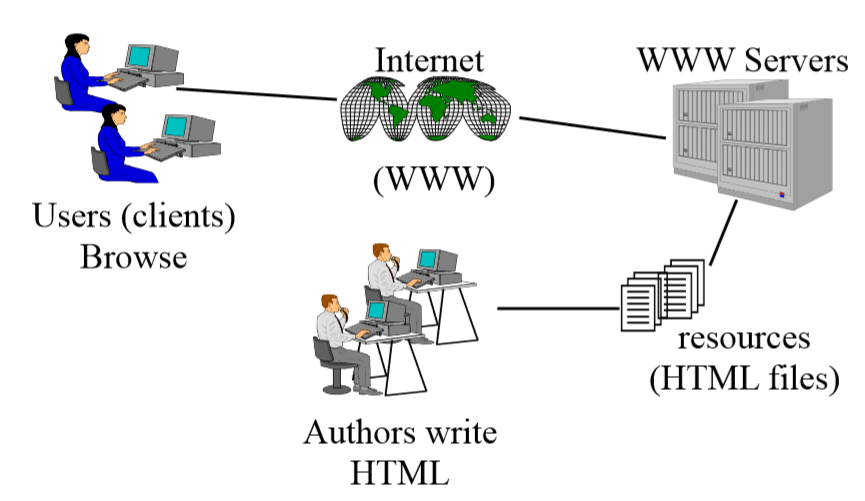 Internet
WWW Servers
(WWW)
Users (clients)
Browse
resources
(HTML files)
Authors write
HTML